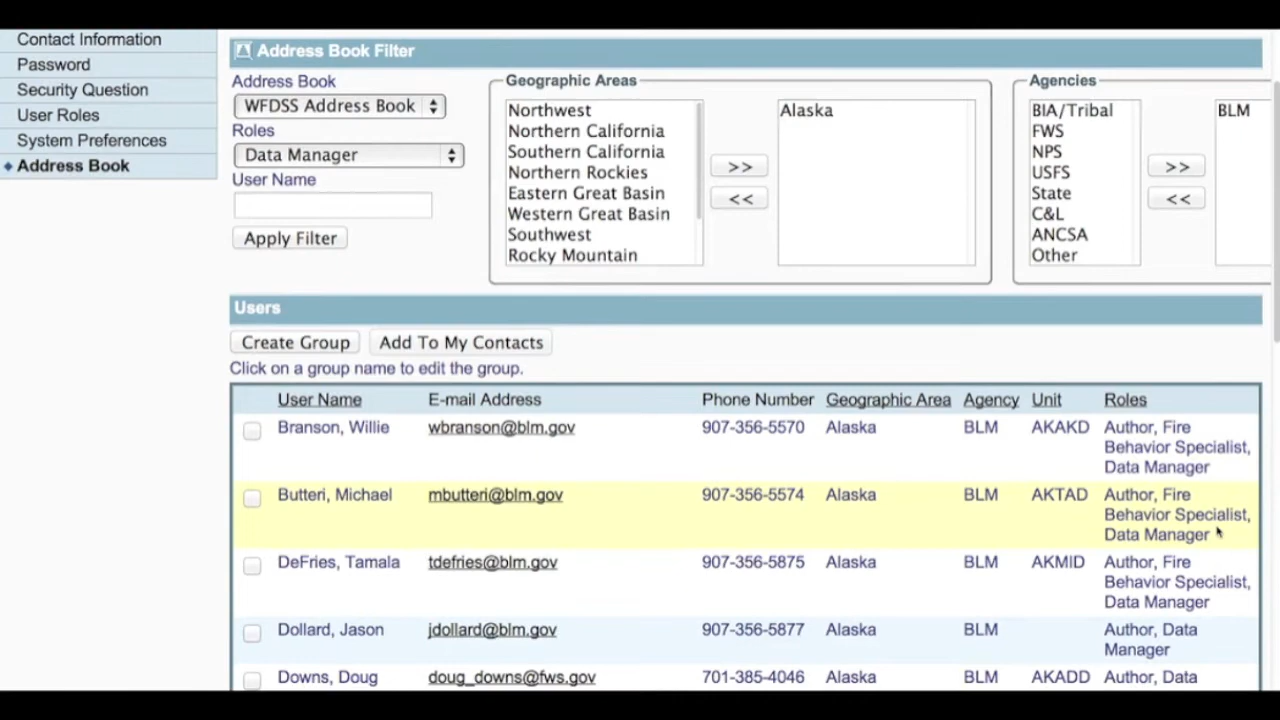 Contact Information
Password
Security Question
User Roles
System Preferences
Address Book
Address Book Filter
Address Book
WFDSS Address Book
Roles
Data Manager
User Name
Apply Filter
Geographic Areas
Northwest
Northern California
Southern California
Northern Rockies
Eastern Great Basin
Western Great Basin
Southwest
Rocky Mountain
>>
<<
Alaska
Agencies
BIA/Tribal
FWS
NPS
USFS
State
C&L
ANCSA
Other
>>
<<
BLM
Users
Create Group Add To My Contacts
Click on a group name to edit the group.
User Name E-mail Address Phone Number Geographic Area Agency Unit Roles
Branson, Willie wbranson@blm.gov 907-356-5570 Alaska BLM AKAKD Author, Fire
Behavior Specialist,
Data Manager
Butteri, Michael mbutteri@blm.gov 907-356-5574 Alaska BLM AKTAD Author, Fire
Behavior Specialist,
Data Manager
DeFries, Tamala tdefries@blm.gov 907-356-5875 Alaska BLM AKMID Author, Fire
Behavior Specialist,
Data Manager
Dollard, Jason jdollard@blm.gov 907-356-5877 Alaska BLM Author, Data
Manager
Downs, Doug doug_downs@fws.gov 701-385-4046 Alaska BLM AKADD Author, Data